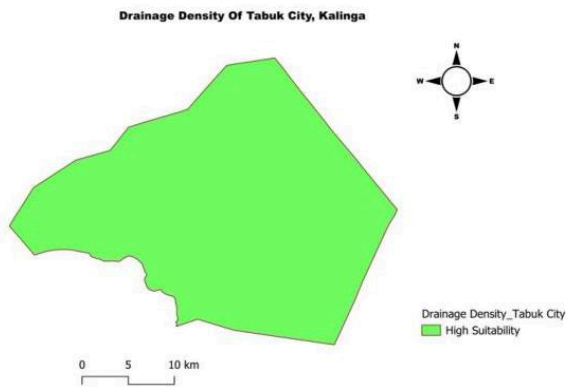 Drainage Density Of Tabuk City, Kalinga
N
W E
S
Drainage Density_Tabuk City
High Suitability
0 5 10 km